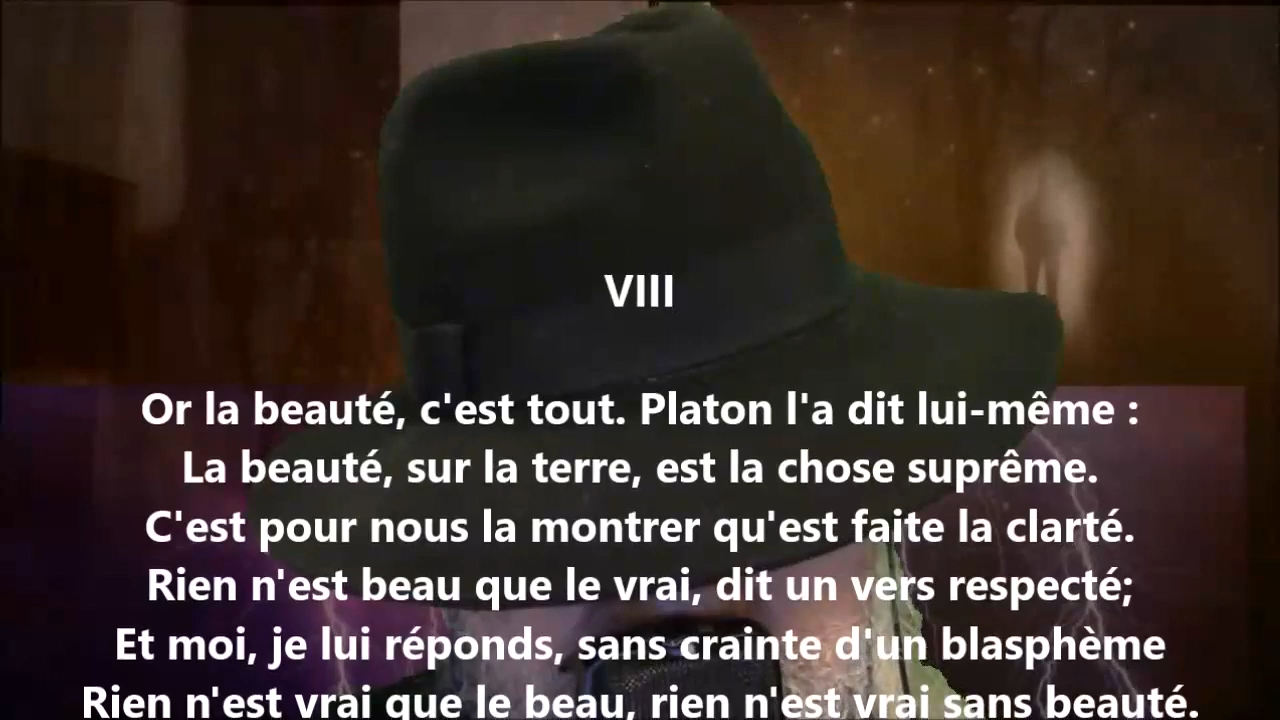 VIII
Or la beauté, c'est tout. Platon l'a dit lui-même :
La beauté, sur la terre, est la chose suprême.
C'est pour nous la montrer qu'est faite la clarté.
Rien n'est beau que le vrai, dit un vers respecté;
Et moi, je lui réponds, sans crainte d'un blasphème
Rien n'est vrai que le beau, rien n'est vrai sans beauté.